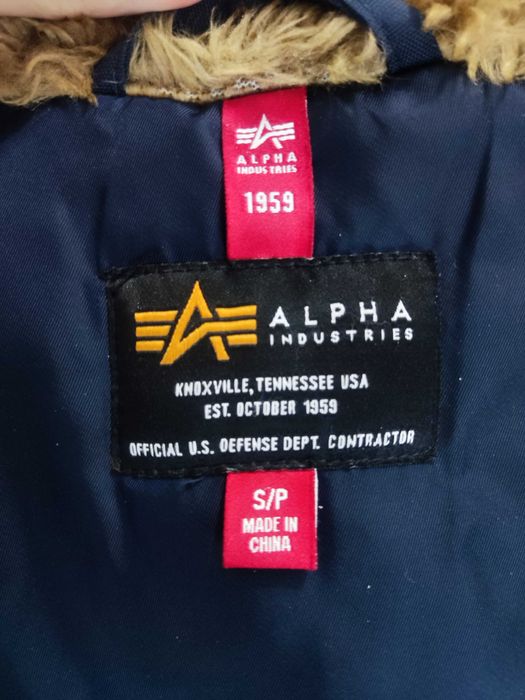 ALPHA
INDUSTRIES
1959
ALPHA
INDUSTRIES
KNOXVILLE, TENNESSEE USA
EST. OCTOBER 1959
OFFICIAL U.S. DEFENSE DEPT. CONTRACTOR
S/P
MADE IN
CHINA